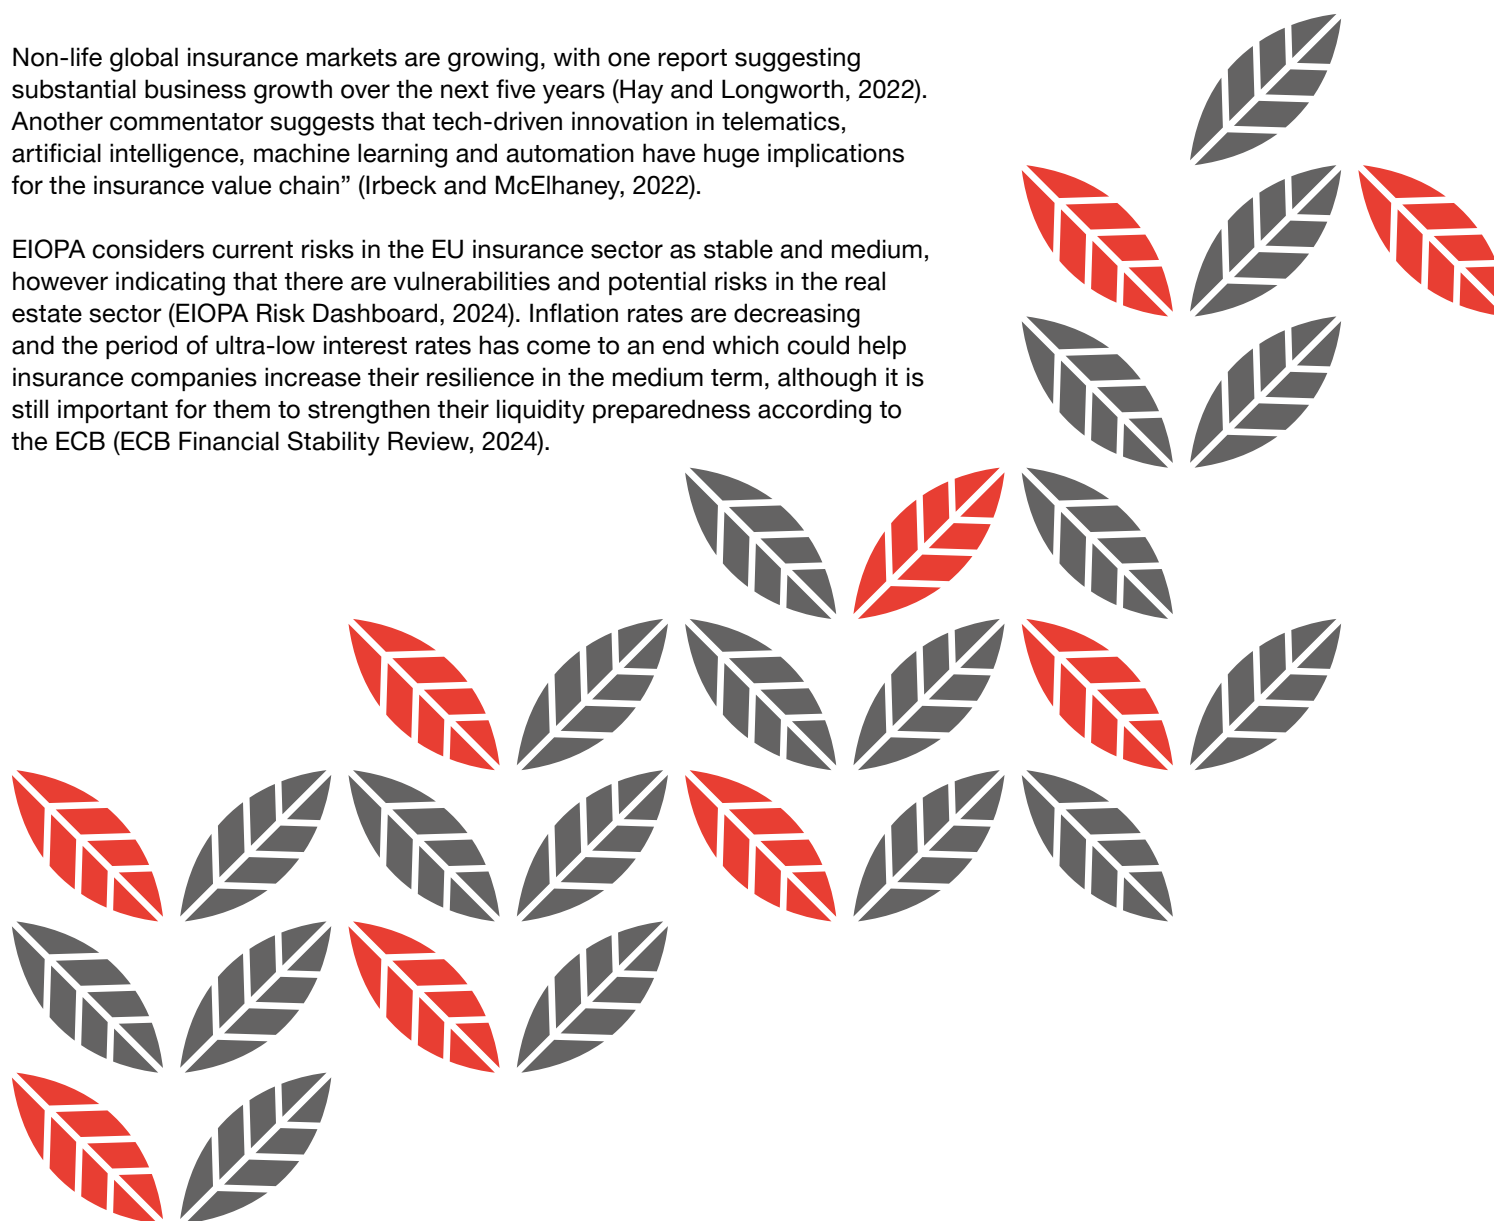 Non-life global insurance markets are growing, with one report suggesting
substantial business growth over the next five years (Hay and Longworth, 2022).
Another commentator suggests that tech-driven innovation in telematics,
artificial intelligence, machine learning and automation have huge implications
for the insurance value chain” (Irbeck and McElhaney, 2022).
EIOPA considers current risks in the EU insurance sector as stable and medium,
however indicating that there are vulnerabilities and potential risks in the real
estate sector (EIOPA Risk Dashboard, 2024). Inflation rates are decreasing
and the period of ultra-low interest rates has come to an end which could help
insurance companies increase their resilience in the medium term, although it is
still important for them to strengthen their liquidity preparedness according to
the ECB (ECB Financial Stability Review, 2024).